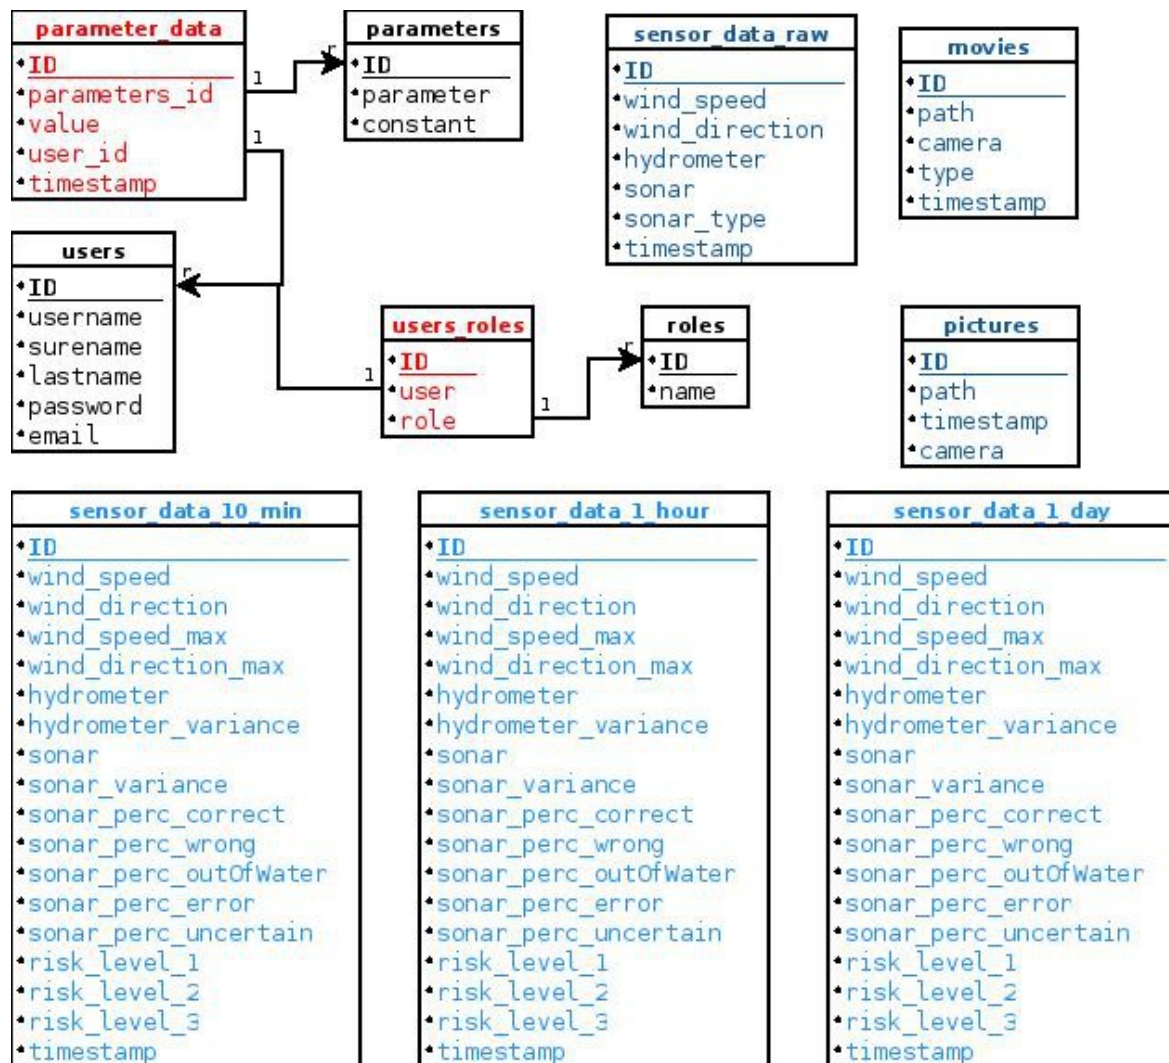 parameter_data
ID
parameters_id
value
user_id
timestamp
1
1
r
parameters
ID
parameter
constant
sensor_data_raw
ID
wind_speed
wind_direction
hydrometer
sonar
sonar_type
timestamp
movies
ID
path
camera
type
timestamp
users
r
ID
username
surename
lastname
password
email
users_roles
ID
user
role
1
1
r
roles
ID
name
pictures
ID
path
timestamp
camera
sensor_data_10_min
ID
wind_speed
wind_direction
wind_speed_max
wind_direction_max
hydrometer
hydrometer_variance
sonar
sonar_variance
sonar_perc_correct
sonar_perc_wrong
sonar_perc_outOfWater
sonar_perc_error
sonar_perc_uncertain
risk_level_1
risk_level_2
risk_level_3
timestamp
sensor_data_1_hour
ID
wind_speed
wind_direction
wind_speed_max
wind_direction_max
hydrometer
hydrometer_variance
sonar
sonar_variance
sonar_perc_correct
sonar_perc_wrong
sonar_perc_outOfWater
sonar_perc_error
sonar_perc_uncertain
risk_level_1
risk_level_2
risk_level_3
timestamp
sensor_data_1_day
ID
wind_speed
wind_direction
wind_speed_max
wind_direction_max
hydrometer
hydrometer_variance
sonar
sonar_variance
sonar_perc_correct
sonar_perc_wrong
sonar_perc_outOfWater
sonar_perc_error
sonar_perc_uncertain
risk_level_1
risk_level_2
risk_level_3
timestamp